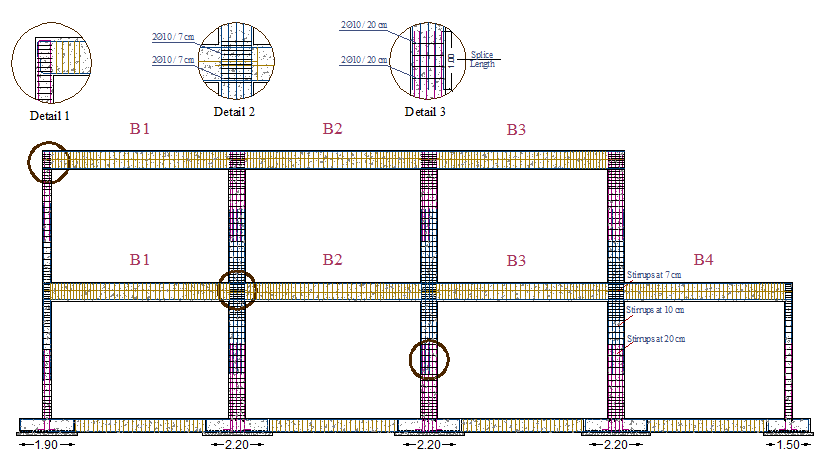 2Ø10 / 7 cm
2Ø10 / 7 cm
2Ø10 / 20 cm
2Ø10 / 20 cm
1.00
Splice
Length
Detail 1
Detail 2
Detail 3
B1
B2
B3
B1
B2
B3
B4
Stirrups at 7 cm
Stirrups at 10 cm
Stirrups at 20 cm
1.90
2.20
2.20
2.20
1.50